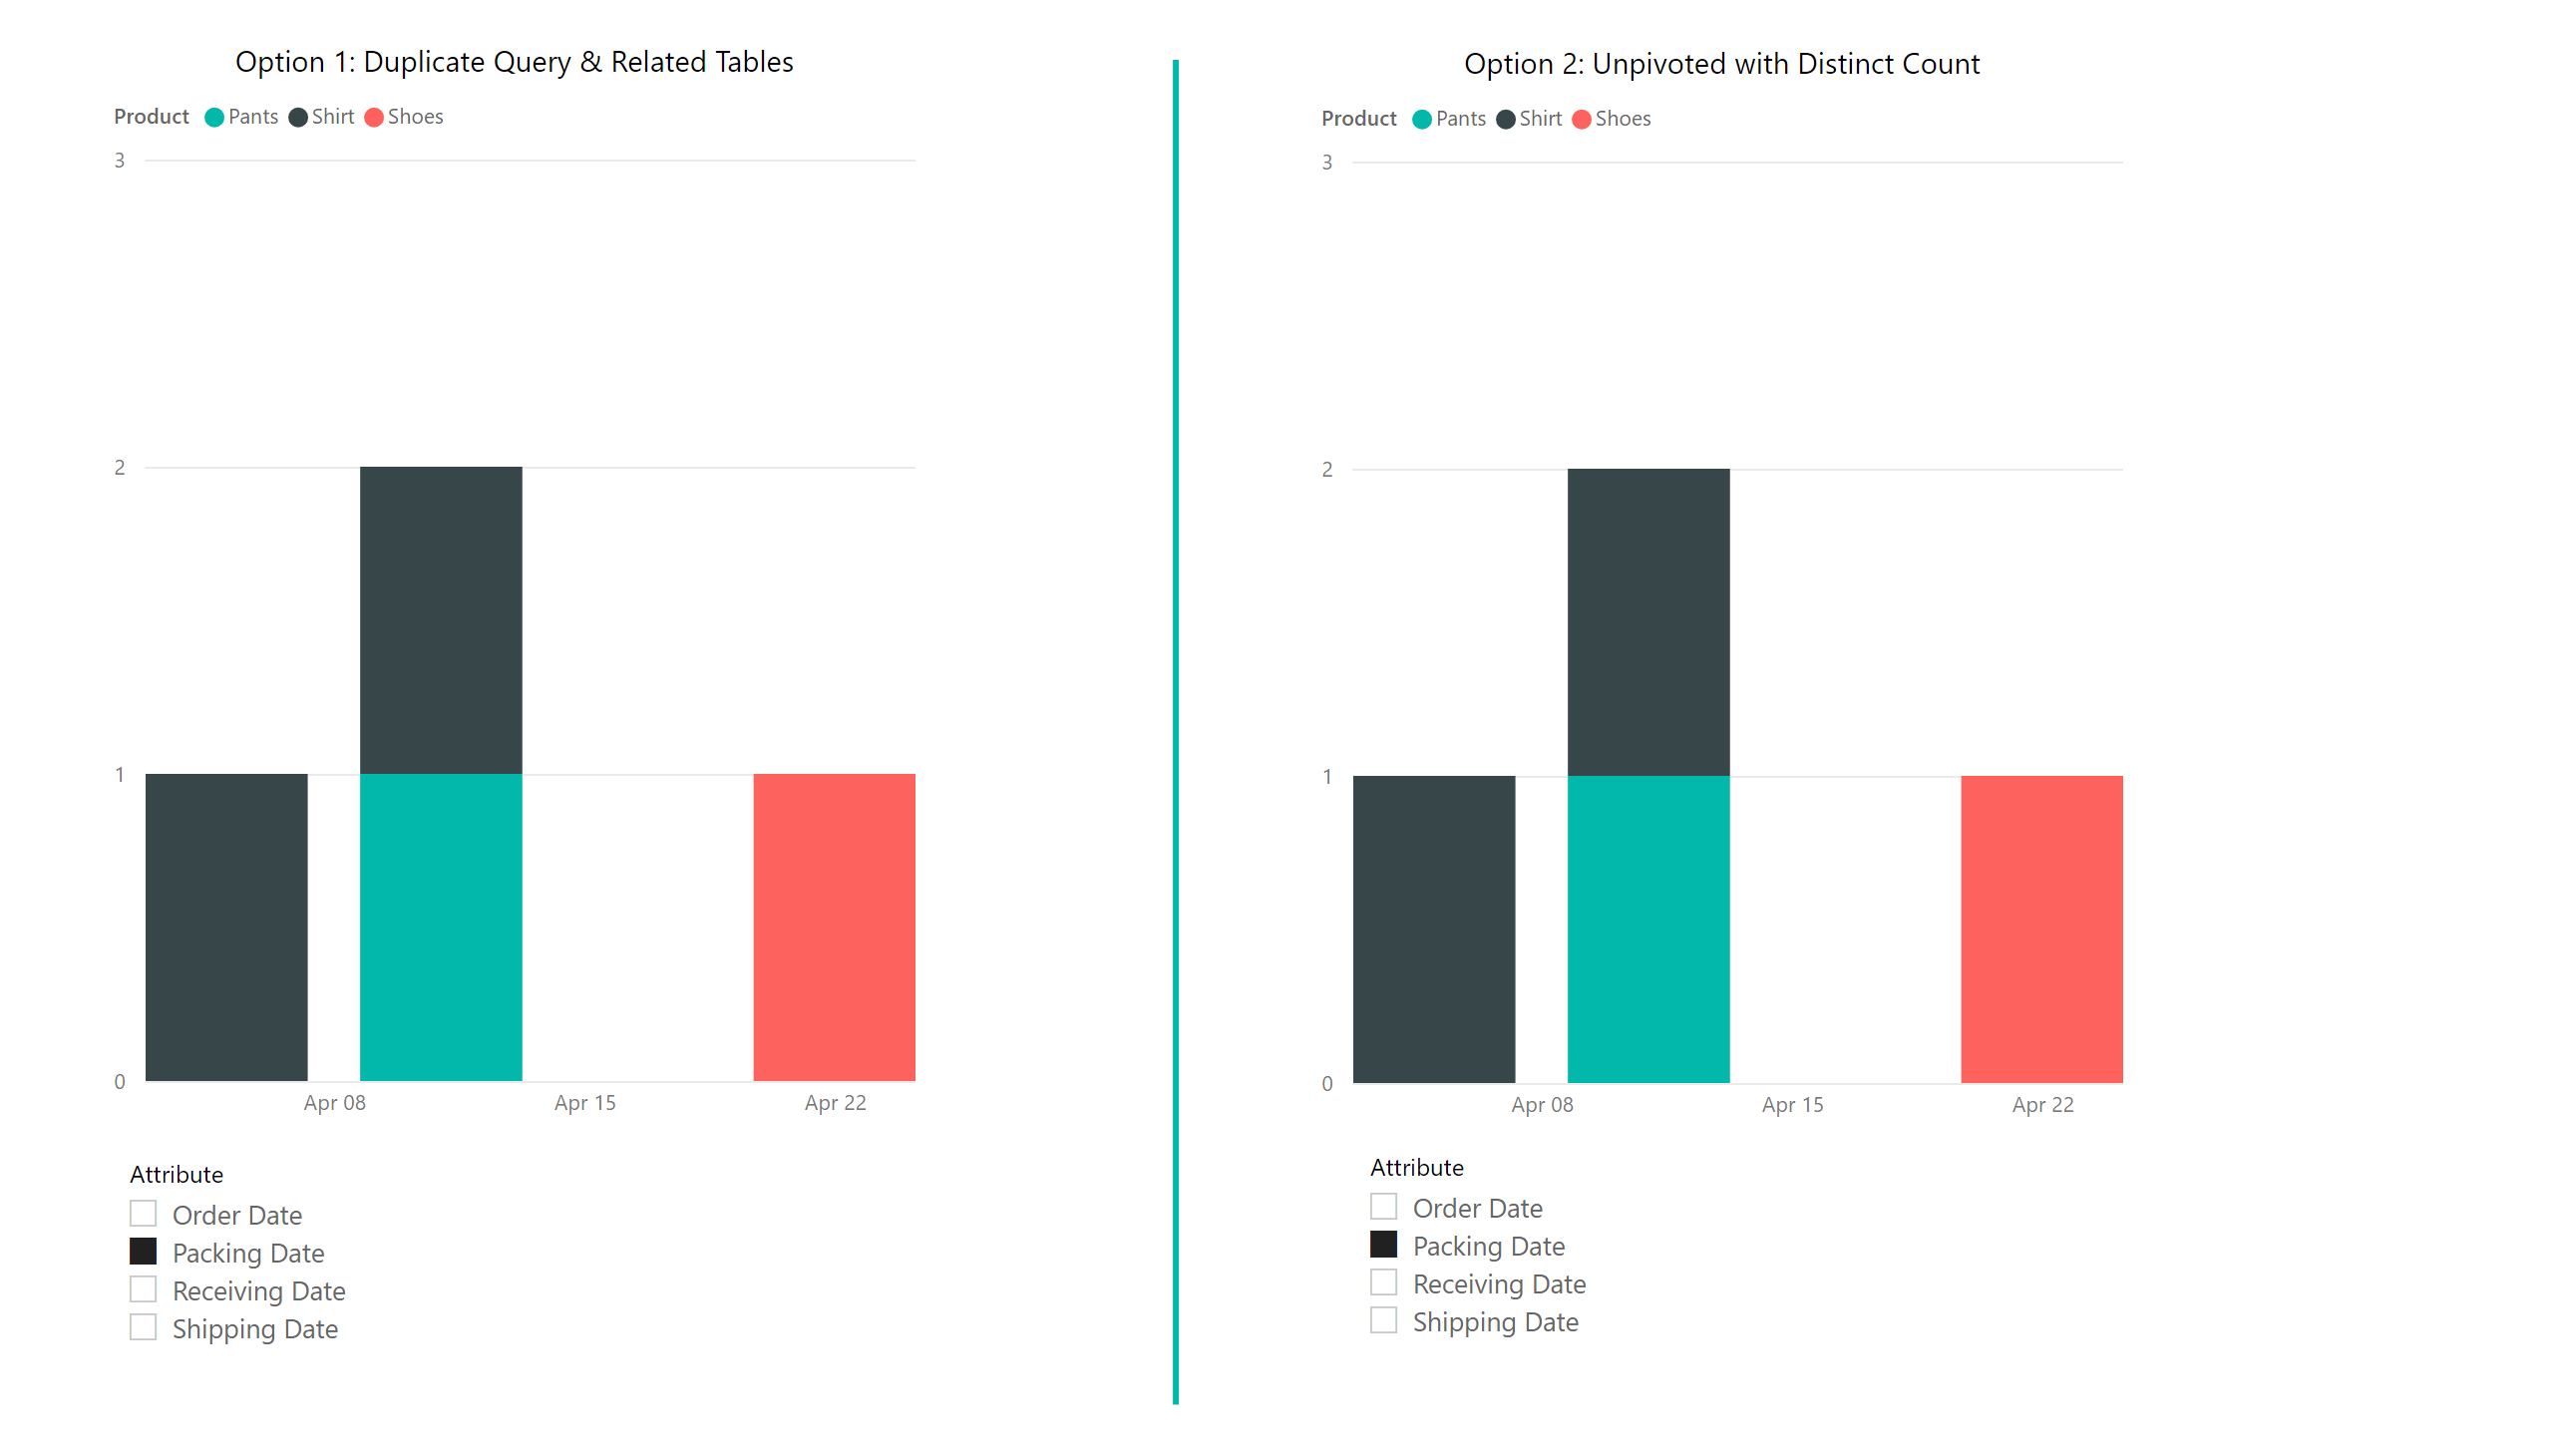 Option 1: Duplicate Query & Related Tables
Product Pants Shirt Shoes
3
2
1
0
Apr 08 Apr 15 Apr 22
Attribute
Order Date
Packing Date
Receiving Date
Shipping Date
Option 2: Unpivoted with Distinct Count
Product Pants Shirt Shoes
3
2
1
0
Apr 08 Apr 15 Apr 22
Attribute
Order Date
Packing Date
Receiving Date
Shipping Date